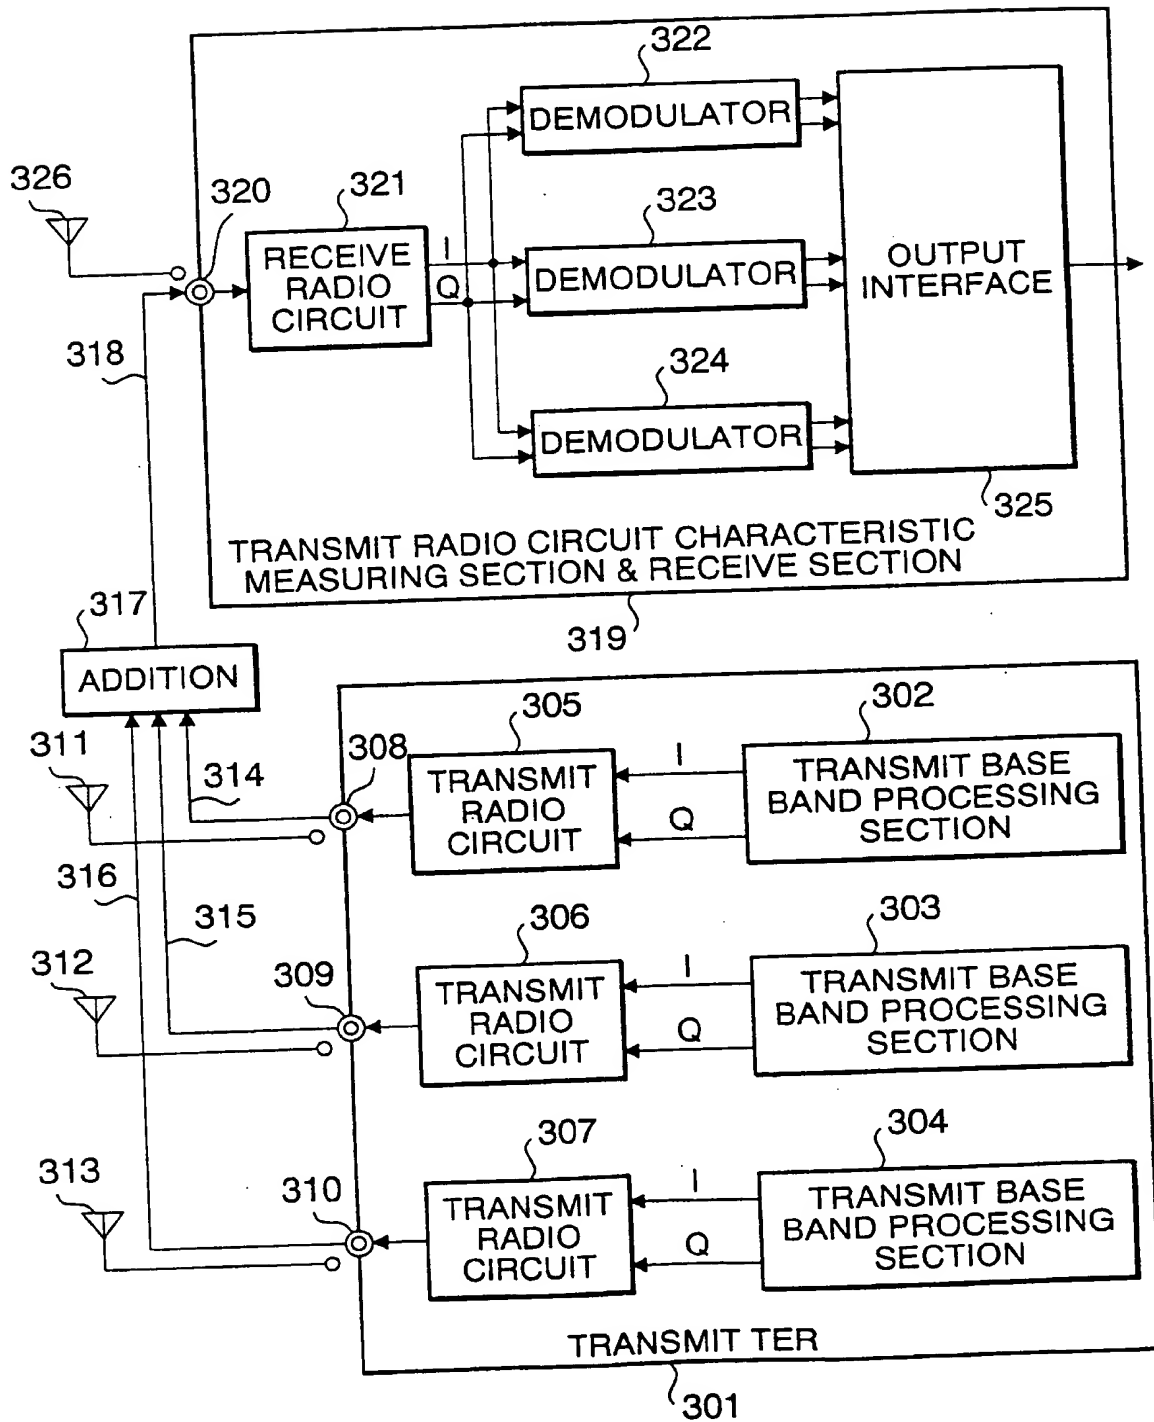 322
DEMODULATOR
326
320
321
323
I
Q
RECEIVE
RADIO
CIRCUIT
DEMODULATOR
OUTPUT
INTERFACE
318
324
DEMODULATOR
325
TRANSMIT RADIO CIRCUIT CHARACTERISTIC
MEASURING SECTION & RECEIVE SECTION
317
319
ADDITION
305
302
311
308
314
TRANSMIT
RADIO
CIRCUIT
I
Q
TRANSMIT BASE
BAND PROCESSING
SECTION
316
315
306
303
312
309
TRANSMIT
RADIO
CIRCUIT
I
Q
TRANSMIT BASE
BAND PROCESSING
SECTION
307
304
313
310
TRANSMIT
RADIO
CIRCUIT
I
Q
TRANSMIT BASE
BAND PROCESSING
SECTION
TRANSMIT TER
301